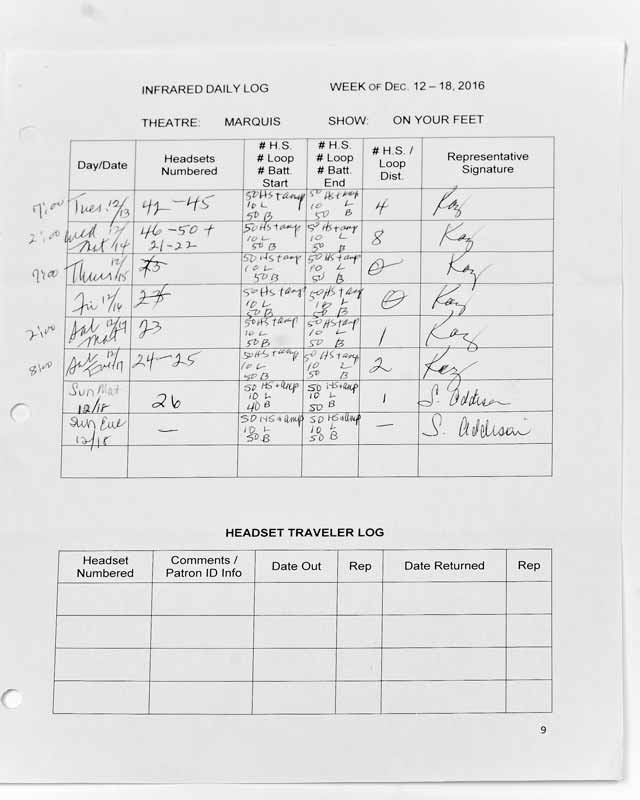 INFRARED DAILY LOG WEEK OF DEC. 12 – 18, 2016
THEATRE: MARQUIS SHOW: ON YOUR FEET
Day/Date Headsets Numbered # H.S. # Loop # Batt. Start # H.S. # Loop # Batt. End # H.S. / Loop Dist. Representative Signature
7:00 Tues. 12/13 42-45 50 HS+amp 10 L 50 B 50 HS+amp 10 L 50 B 4 Kaz
2:00 Wed Mat 12/14 46-50 + 21-22 50 HS+amp 10 L 50 B 50 HS+amp 10 L 50 B 8 Kaz
7:00 Thurs 12/15 50 HS+amp 10 L 50 B 50 HS+amp 10 L 50 B 0 Kaz
Fri 12/16 50 HS+amp 10 L 50 B 50 HS+amp 10 L 50 B 0 Kaz
2:00 Sat Mat 12/17 23 50 HS+amp 10 L 50 B 50 HS+amp 10 L 50 B 1 Kaz
8:00 Sat Eve 12/17 24-25 50 HS+amp 10 L 50 B 50 HS+amp 10 L 50 B 2 Kaz
Sun Mat 12/18 26 50 HS+amp 10 L 40 B 50 HS+amp 10 L 50 B 1 S. Addison
Sun Eve 12/18 — 50 HS+amp 10 L 50 B 50 HS+amp 10 L 50 B — S. Addison
HEADSET TRAVELER LOG
Headset Numbered Comments / Patron ID Info Date Out Rep Date Returned Rep
9